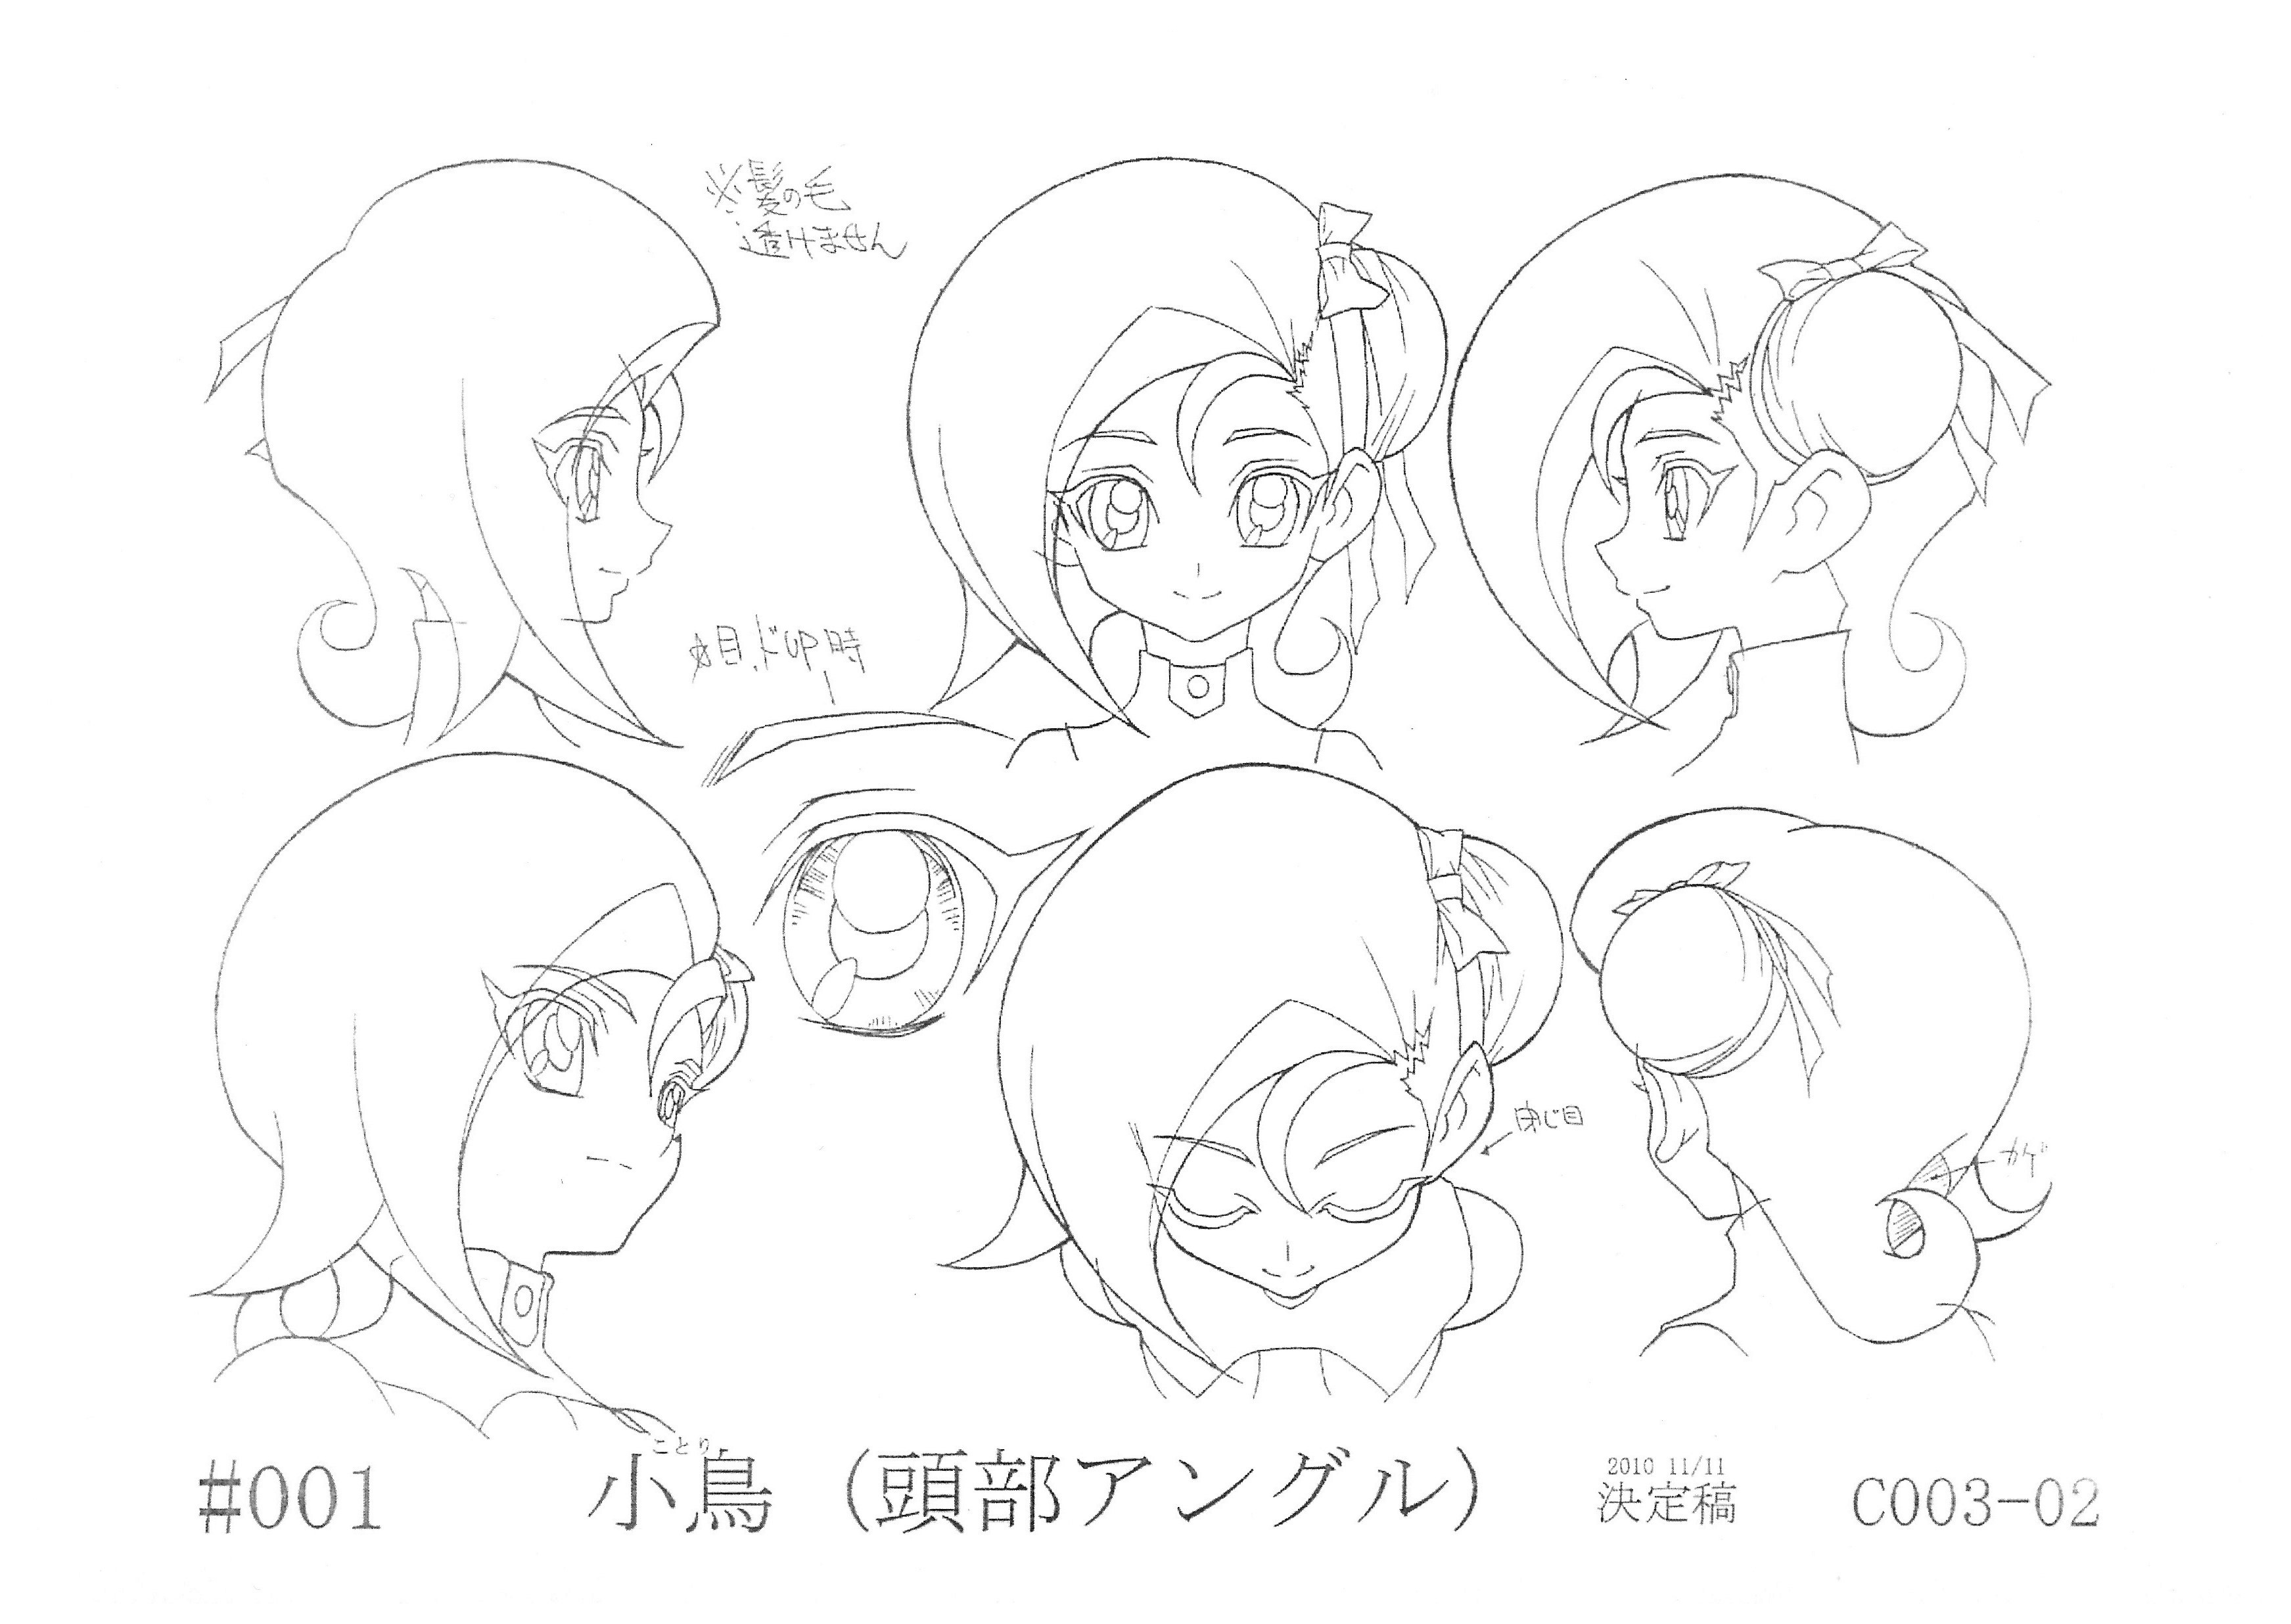 ※髪の毛
透けません
☆目、ドUP時
閉じ目
カゲ
#001
ことり
小鳥(頭部アングル)
2010 11/11
決定稿
C003-02